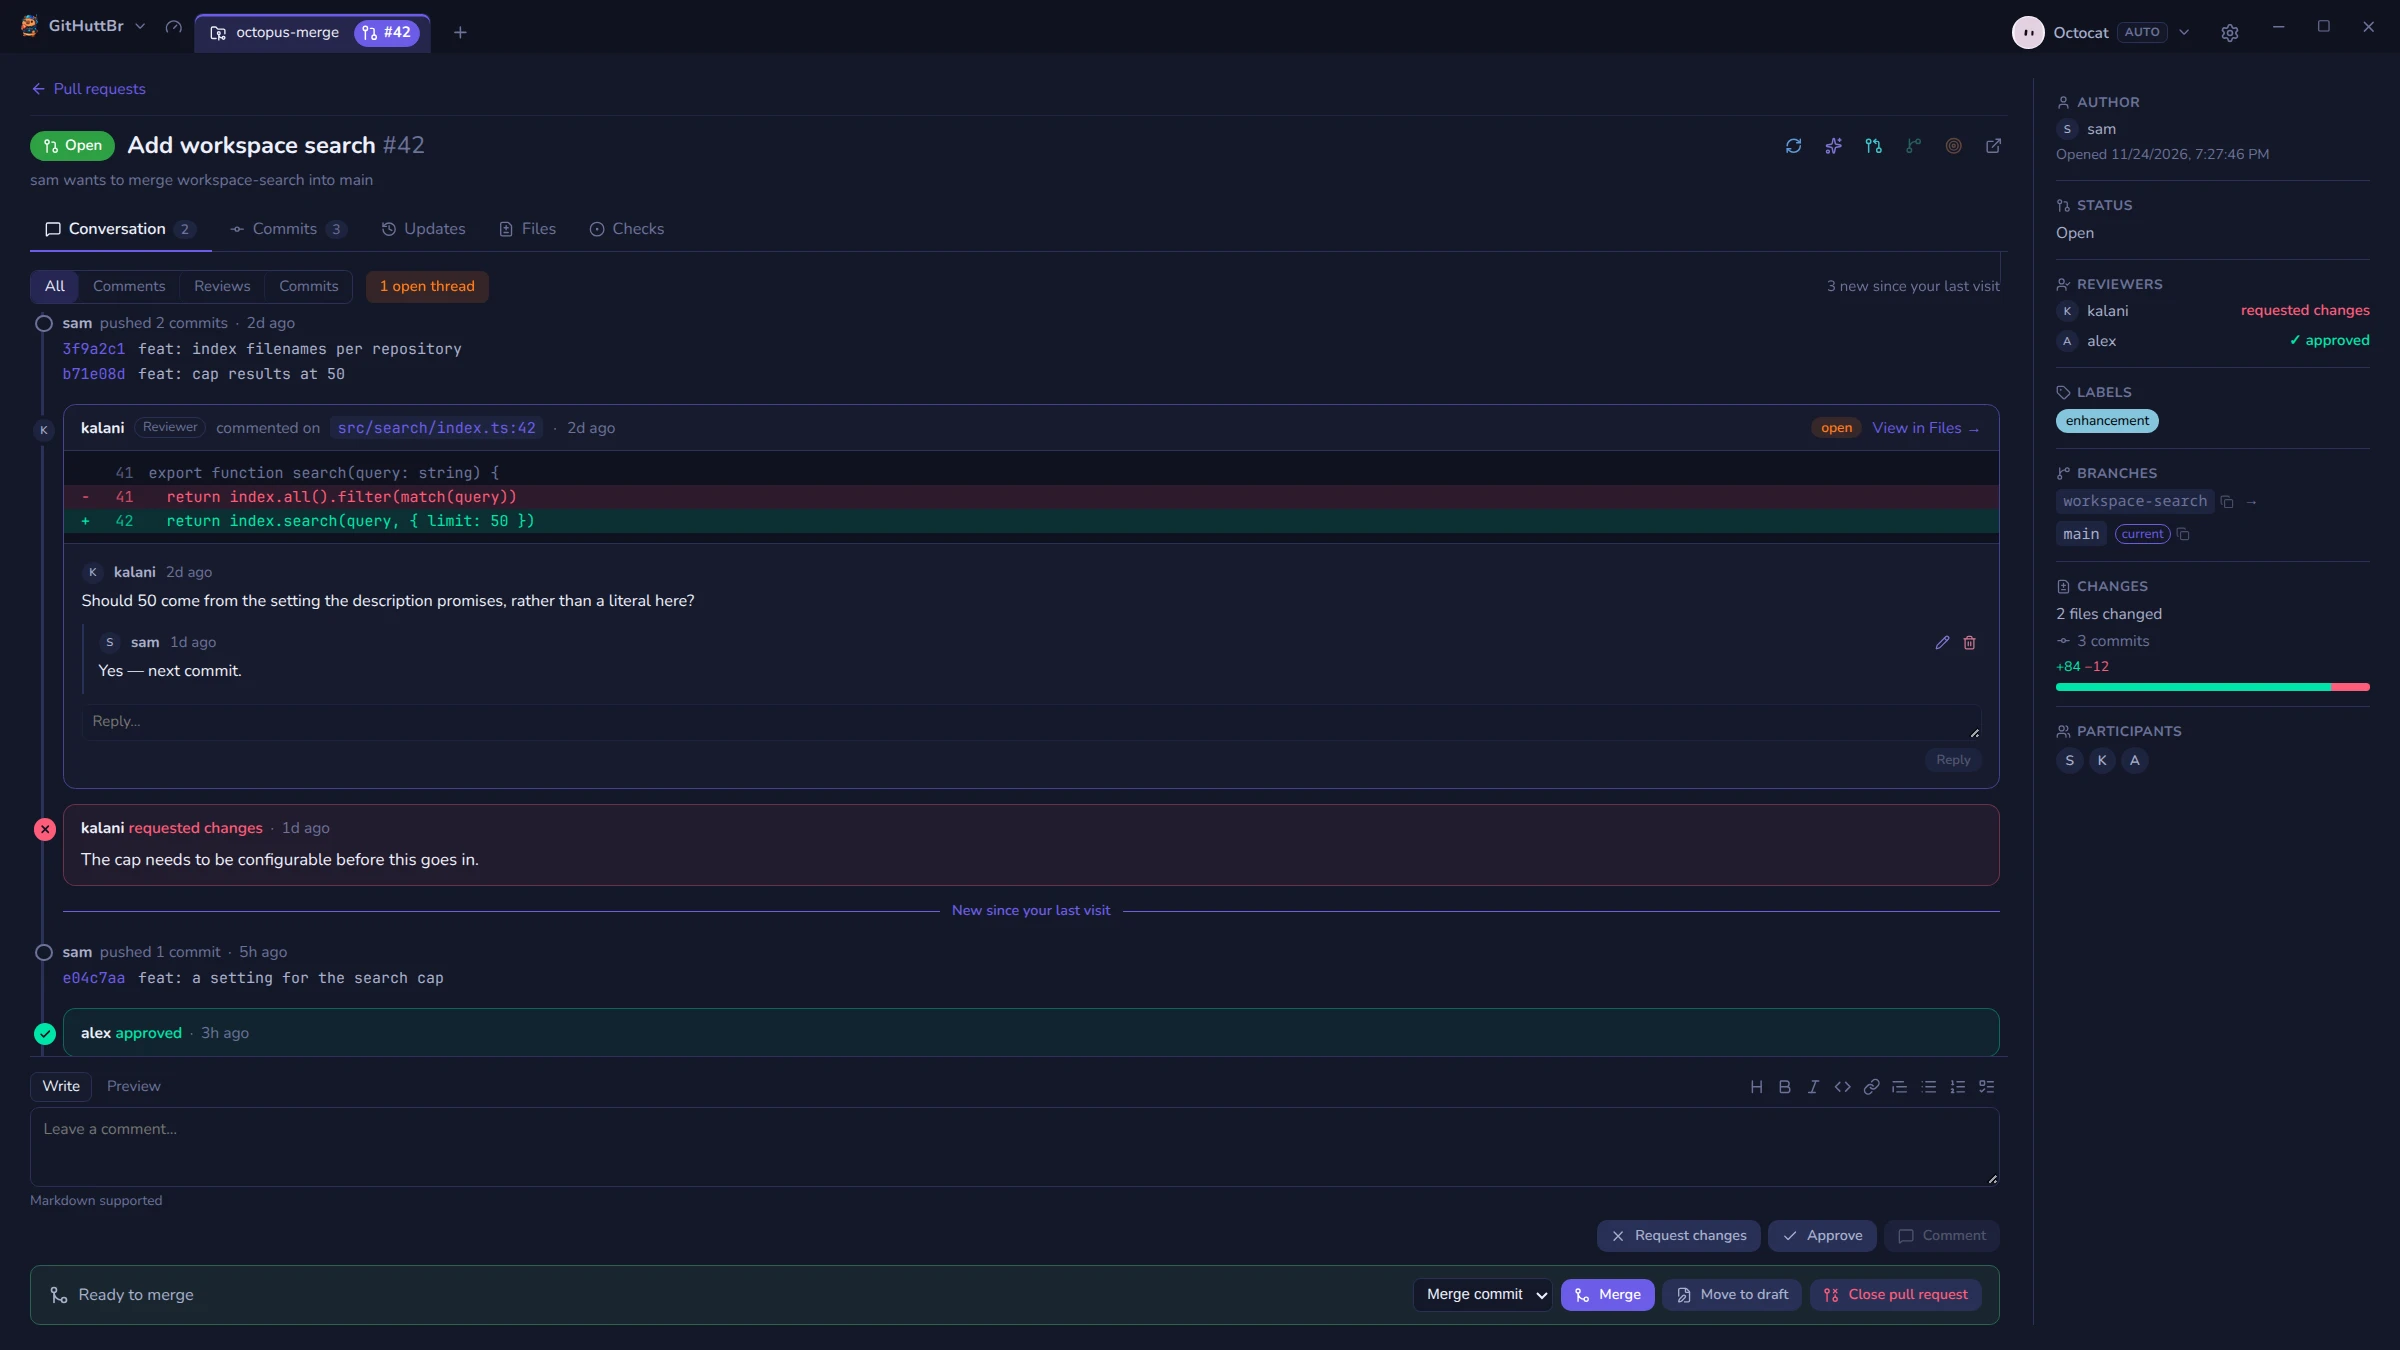 GitHuttBr
octopus-merge #42
Octocat AUTO
Pull requests
Open Add workspace search #42
sam wants to merge workspace-search into main
Conversation 2 Commits 3 Updates Files Checks
All Comments Reviews Commits 1 open thread 3 new since your last visit
sam pushed 2 commits · 2d ago
3f9a2c1 feat: index filenames per repository
b71e08d feat: cap results at 50
K kalani Reviewer commented on src/search/index.ts:42 · 2d ago open View in Files →
41 export function search(query: string) {
- 41 return index.all().filter(match(query))
+ 42 return index.search(query, { limit: 50 })
K kalani 2d ago
Should 50 come from the setting the description promises, rather than a literal here?
S sam 1d ago
Yes — next commit.
Reply...
Reply
kalani requested changes · 1d ago
The cap needs to be configurable before this goes in.
New since your last visit
sam pushed 1 commit · 5h ago
e04c7aa feat: a setting for the search cap
alex approved · 3h ago
Write Preview
Leave a comment...
Markdown supported
Request changes Approve Comment
Ready to merge Merge commit Merge Move to draft Close pull request
AUTHOR
S sam
Opened 11/24/2026, 7:27:46 PM
STATUS
Open
REVIEWERS
K kalani requested changes
A alex ✓ approved
LABELS
enhancement
BRANCHES
workspace-search →
main current
CHANGES
2 files changed
3 commits
+84 −12
PARTICIPANTS
S K A